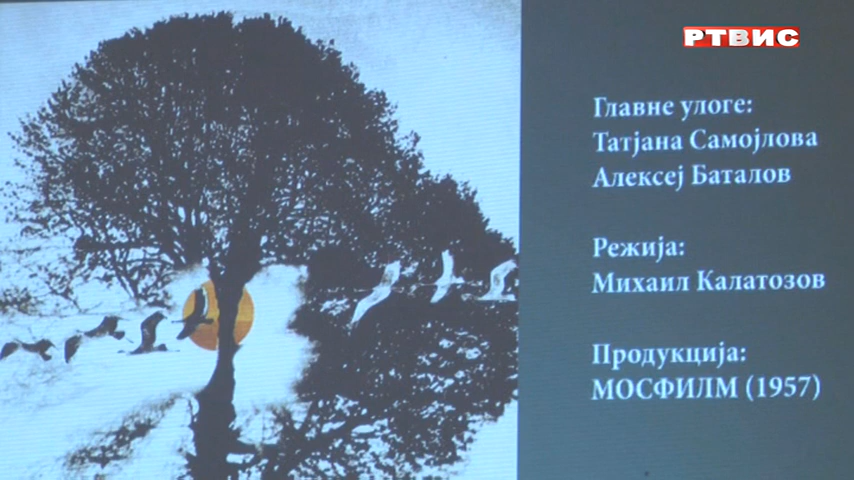 РТВИС
Главне улоге:
Татјана Самојлова
Алексеј Баталов
Режија:
Михаил Калатозов
Продукција:
МОСФИЛМ (1957)